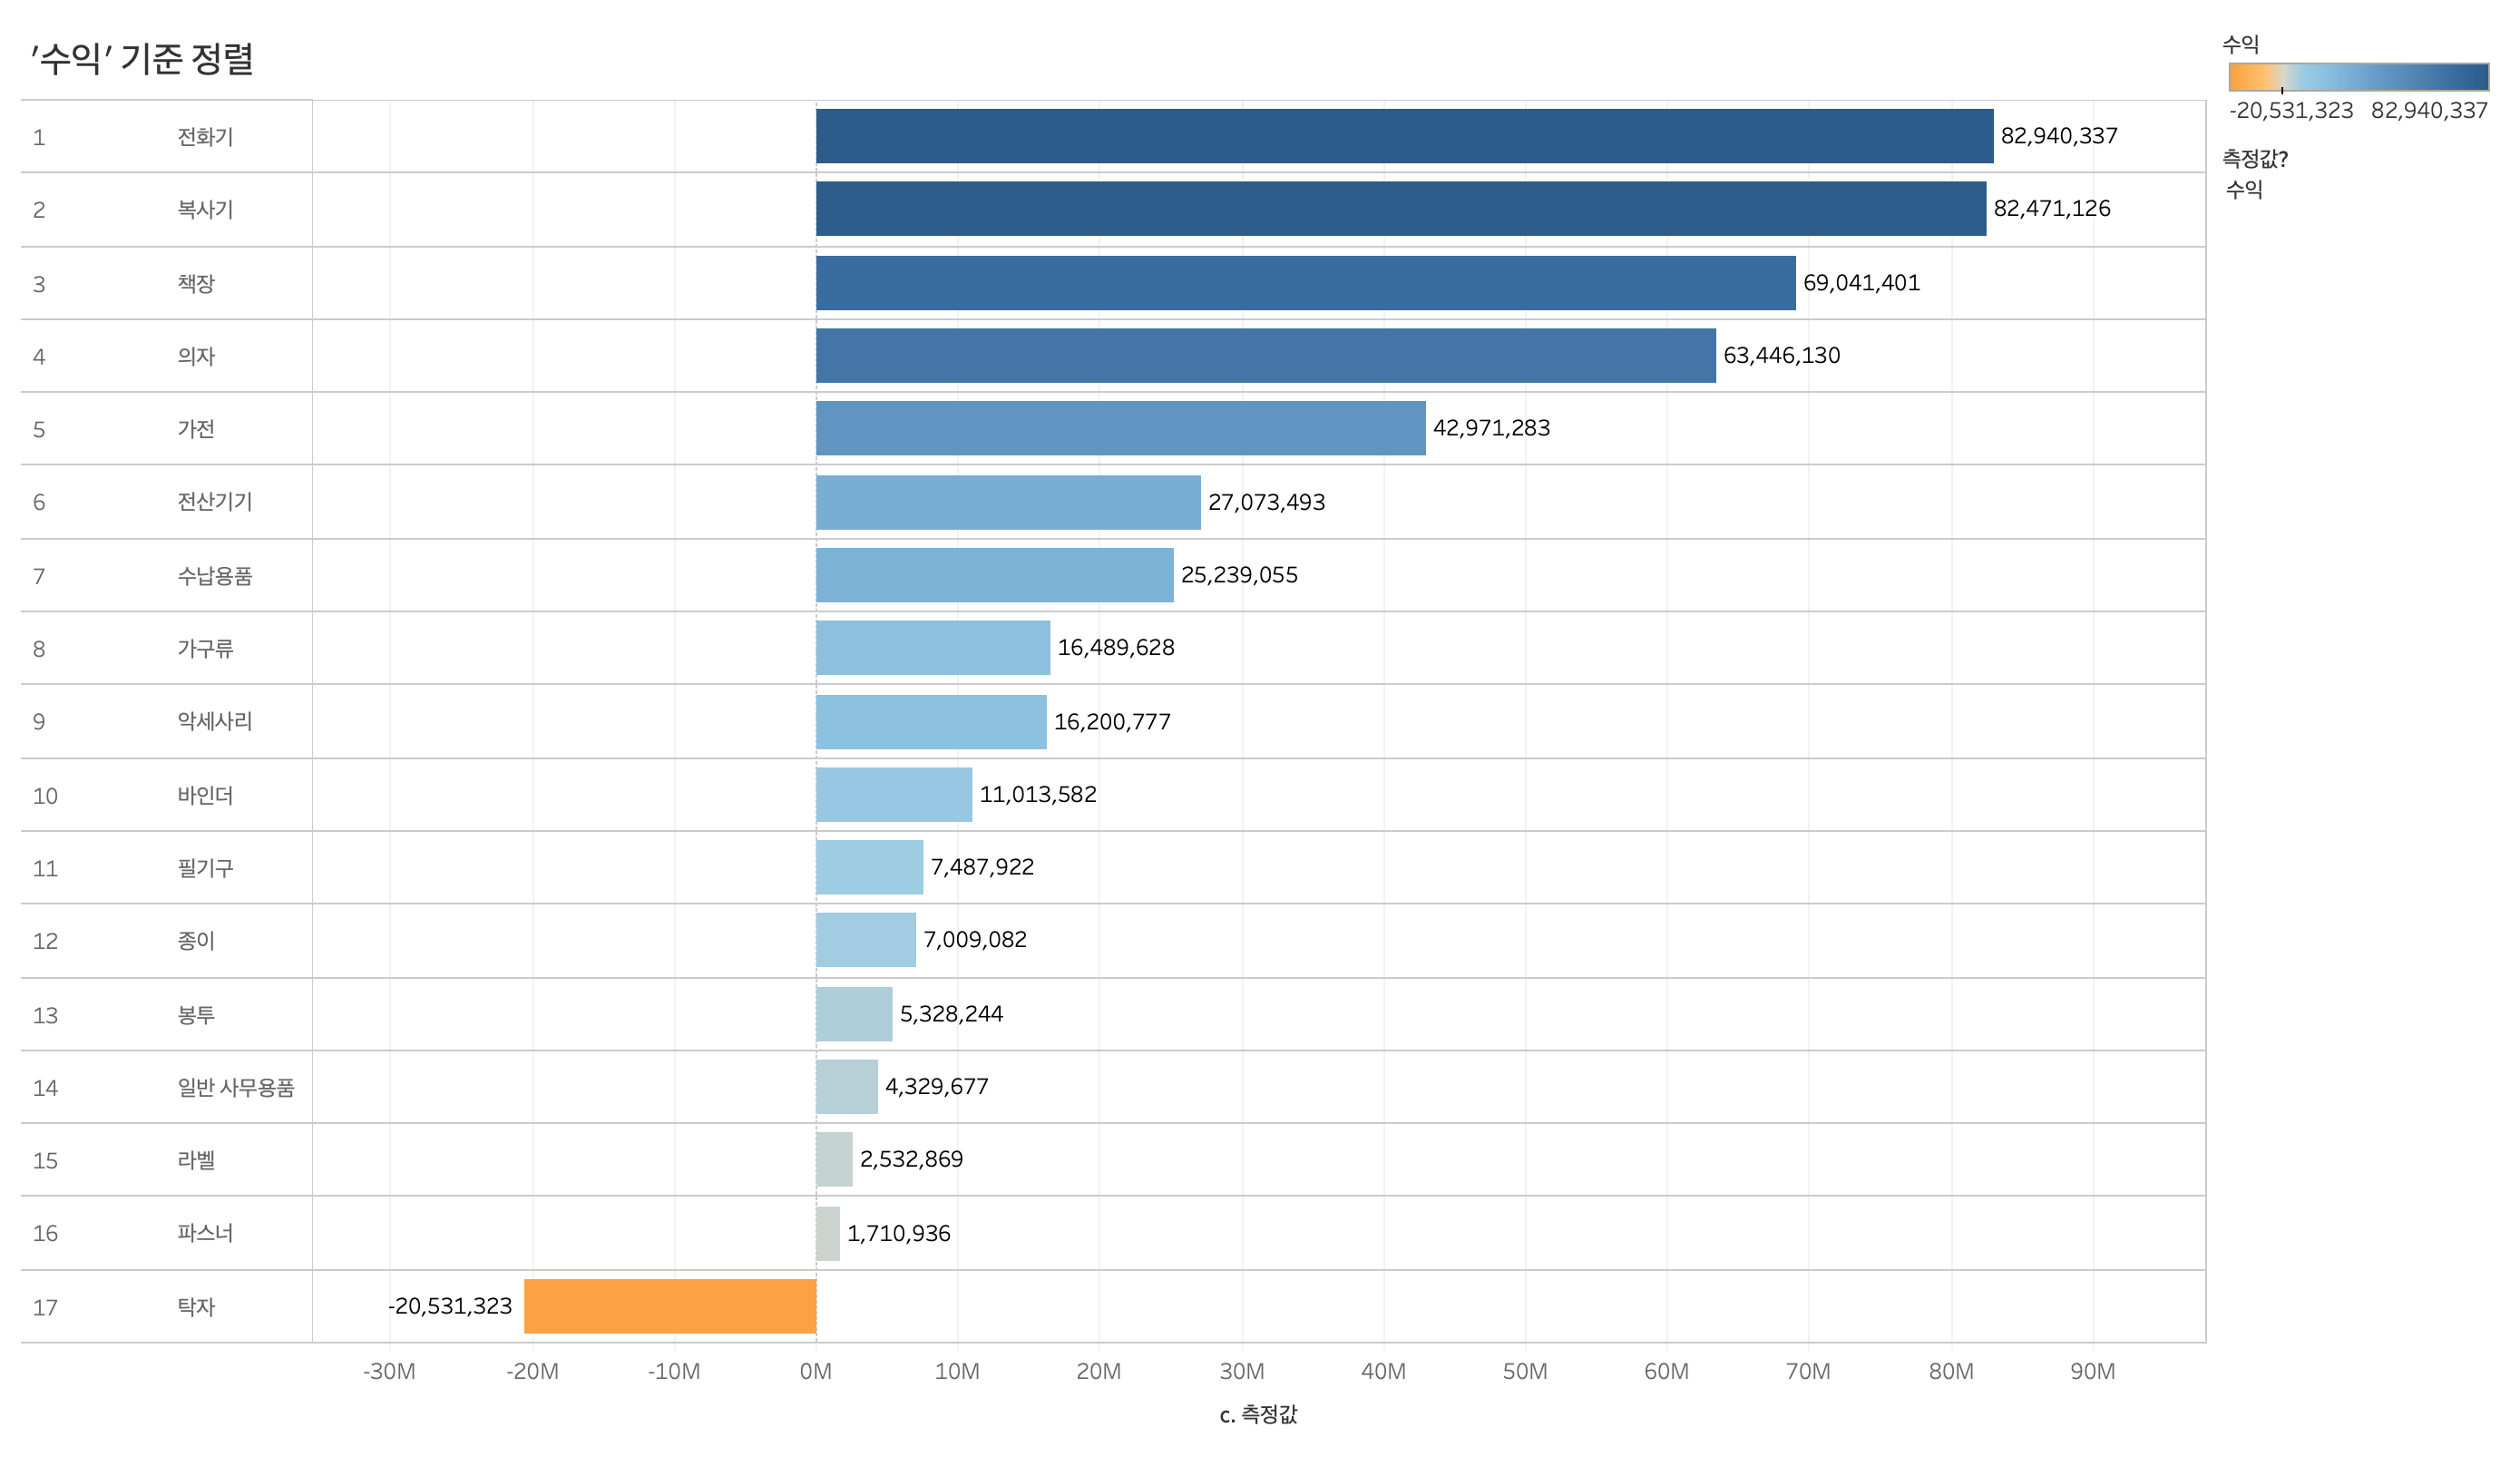 '수익' 기준 정렬
1 전화기 82,940,337
2 복사기 82,471,126
3 책장 69,041,401
4 의자 63,446,130
5 가전 42,971,283
6 전산기기 27,073,493
7 수납용품 25,239,055
8 가구류 16,489,628
9 악세사리 16,200,777
10 바인더 11,013,582
11 필기구 7,487,922
12 종이 7,009,082
13 봉투 5,328,244
14 일반 사무용품 4,329,677
15 라벨 2,532,869
16 파스너 1,710,936
17 탁자 -20,531,323
-30M -20M -10M 0M 10M 20M 30M 40M 50M 60M 70M 80M 90M
c. 측정값
수익
-20,531,323 82,940,337
측정값?
수익